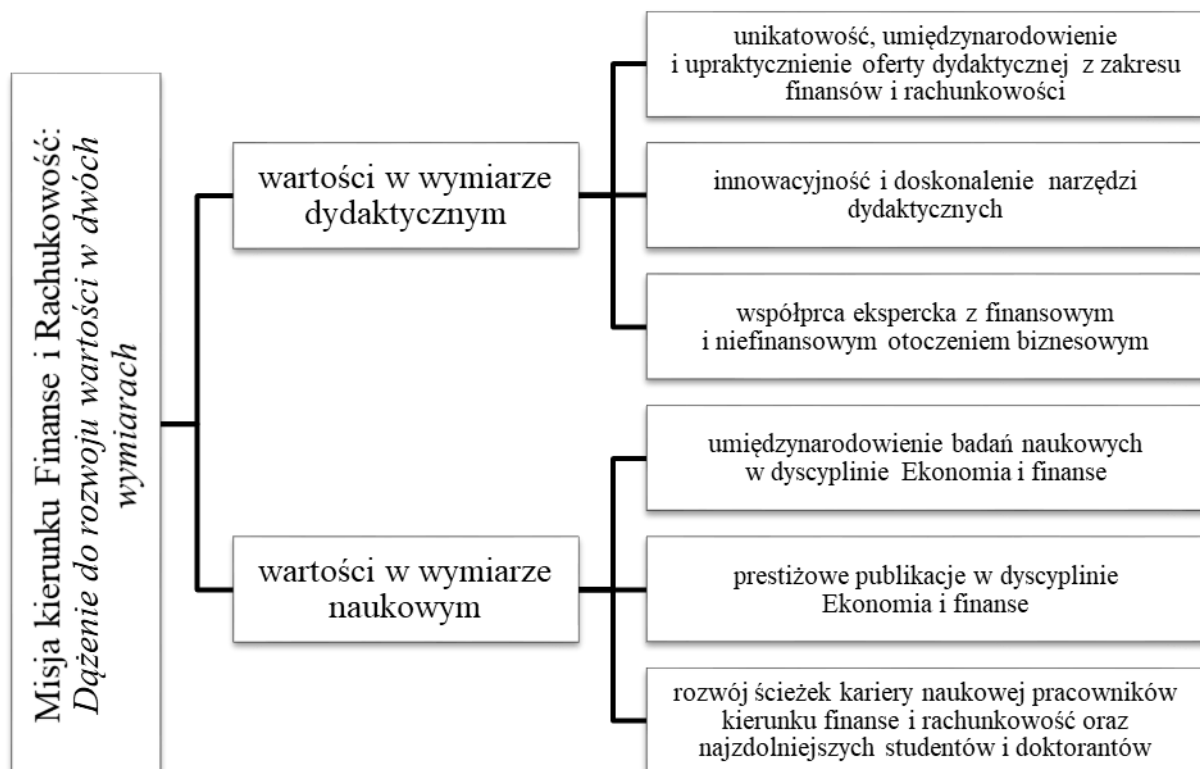 Misja kierunku Finanse i Rachukowość:
Dążenie do rozwoju wartości w dwóch
wymiarach
wartości w wymiarze
dydaktycznym
unikatowość, umiędzynarodowienie
i upraktycznienie oferty dydaktycznej z zakresu
finansów i rachunkowości
innowacyjność i doskonalenie narzędzi
dydaktycznych
współprca ekspercka z finansowym
i niefinansowym otoczeniem biznesowym
wartości w wymiarze
naukowym
umiędzynarodowienie badań naukowych
w dyscyplinie Ekonomia i finanse
prestiżowe publikacje w dyscyplinie
Ekonomia i finanse
rozwój ścieżek kariery naukowej pracowników
kierunku finanse i rachunkowość oraz
najzdolniejszych studentów i doktorantów